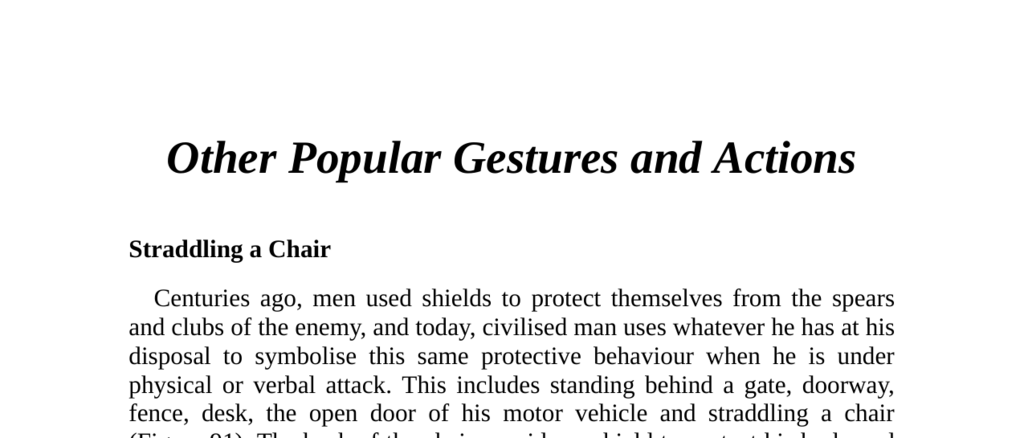 Other Popular Gestures and Actions
Straddling a Chair
Centuries ago, men used shields to protect themselves from the spears
and clubs of the enemy, and today, civilised man uses whatever he has at his
disposal to symbolise this same protective behaviour when he is under
physical or verbal attack. This includes standing behind a gate, doorway,
fence, desk, the open door of his motor vehicle and straddling a chair